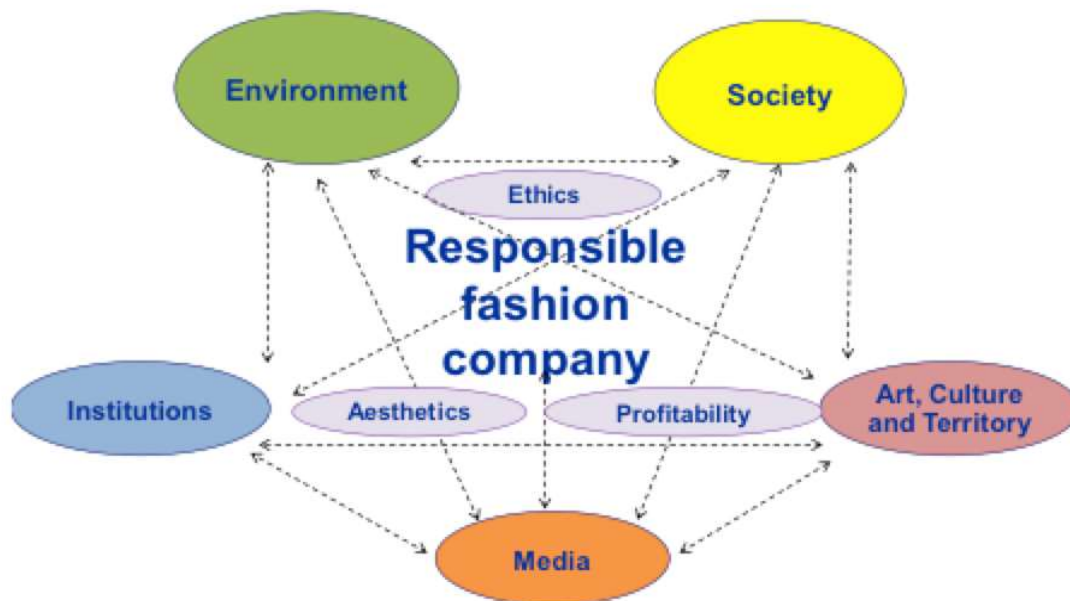 Environment
Society
Ethics
Responsible
fashion
company
Institutions
Aesthetics
Profitability
Art, Culture
and Territory
Media